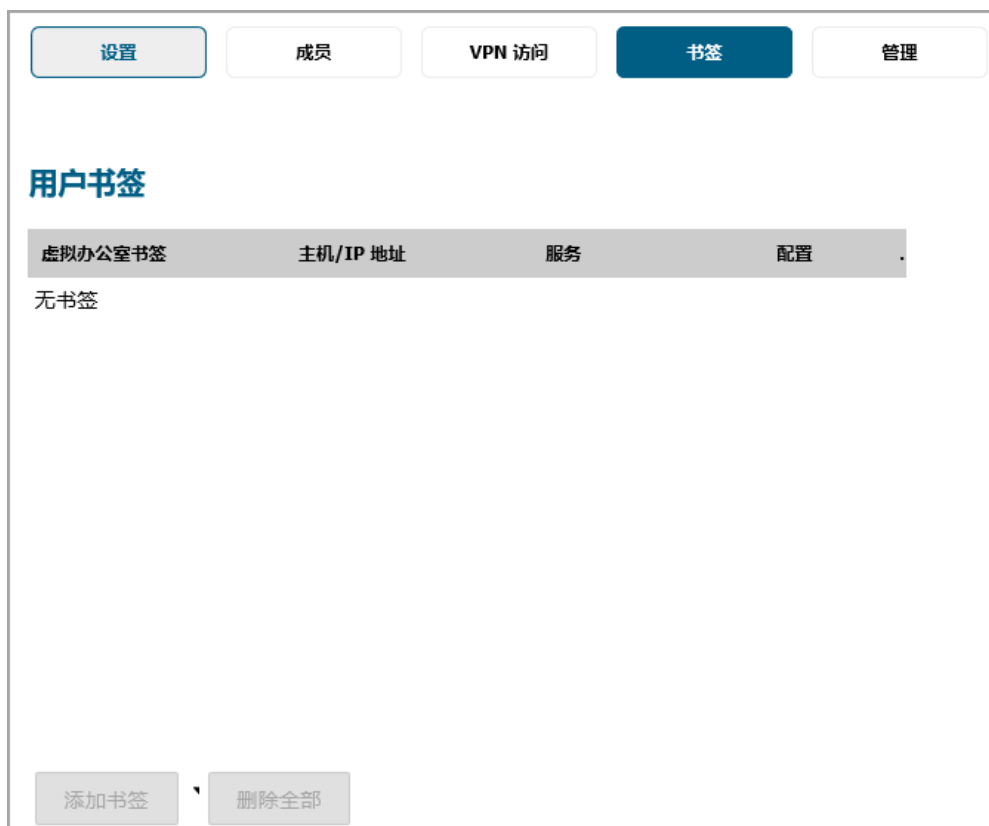 设置 成员 VPN 访问 书签 管理
用户书签
虚拟办公室书签 主机/IP 地址 服务 配置 .
无书签
添加书签 删除全部